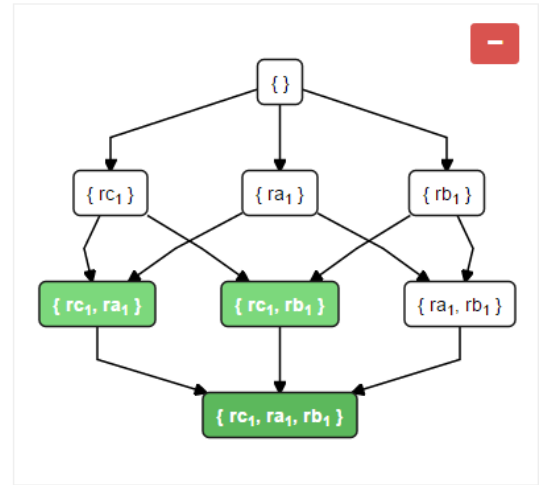 −
{ }
{ rc₁ } { ra₁ } { rb₁ }
{ rc₁, ra₁ } { rc₁, rb₁ } { ra₁, rb₁ }
{ rc₁, ra₁, rb₁ }